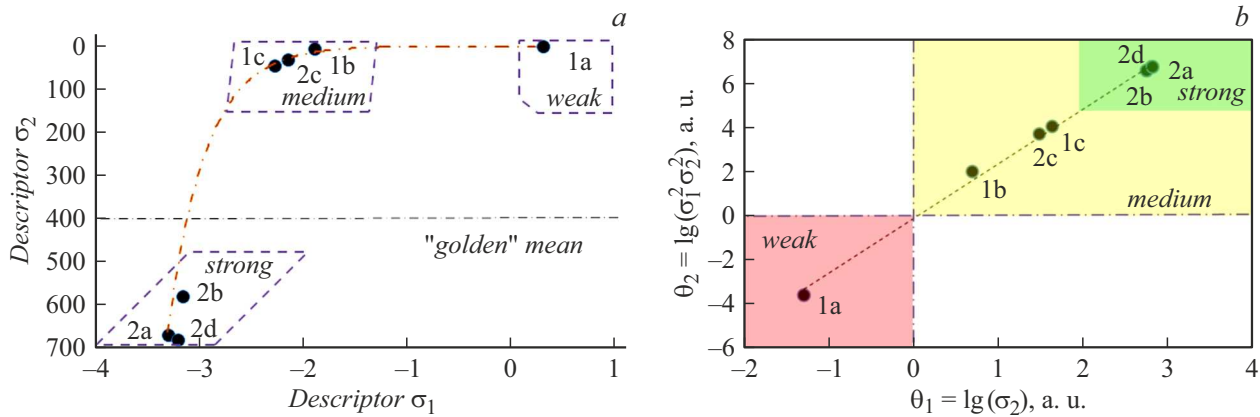 a
Descriptor σ₂
0
100
200
300
400
500
600
700
1c
2c
1b
medium
1a
weak
"golden" mean
strong
2b
2a
2d
−4
−3
−2
−1
0
1
Descriptor σ₁
b
θ₂ = lg(σ₁²σ₂²), a. u.
8
6
4
2
0
−2
−4
−6
2d
2a
2b
strong
1c
2c
1b
medium
weak
1a
−2
−1
0
1
2
3
4
θ₁ = lg(σ₂), a. u.